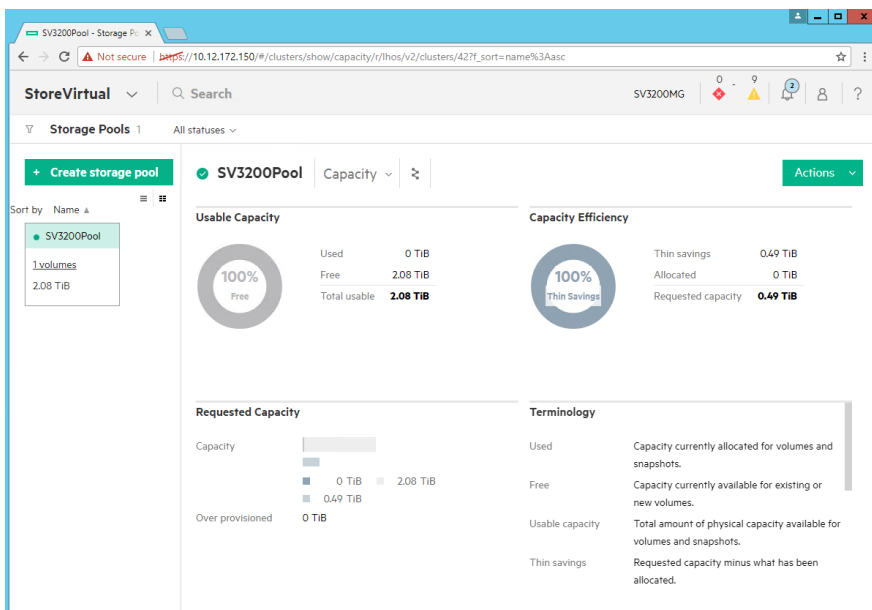 SV3200Pool - Storage Po
Not secure | https://10.12.172.150/#/clusters/show/capacity/r/lhos/v2/clusters/42?f_sort=name%3Aasc
StoreVirtual
Search
SV3200MG
0 - 9
2
?
Storage Pools 1
All statuses
+ Create storage pool
Sort by Name
SV3200Pool
1 volumes
2.08 TiB
SV3200Pool
Capacity
Actions
Usable Capacity
100%
Free
Used 0 TiB
Free 2.08 TiB
Total usable 2.08 TiB
Capacity Efficiency
100%
Thin Savings
Thin savings 0.49 TiB
Allocated 0 TiB
Requested capacity 0.49 TiB
Requested Capacity
Capacity
0 TiB 2.08 TiB
0.49 TiB
Over provisioned 0 TiB
Terminology
Used Capacity currently allocated for volumes and
snapshots.
Free Capacity currently available for existing or
new volumes.
Usable capacity Total amount of physical capacity available for
volumes and snapshots.
Thin savings Requested capacity minus what has been
allocated.